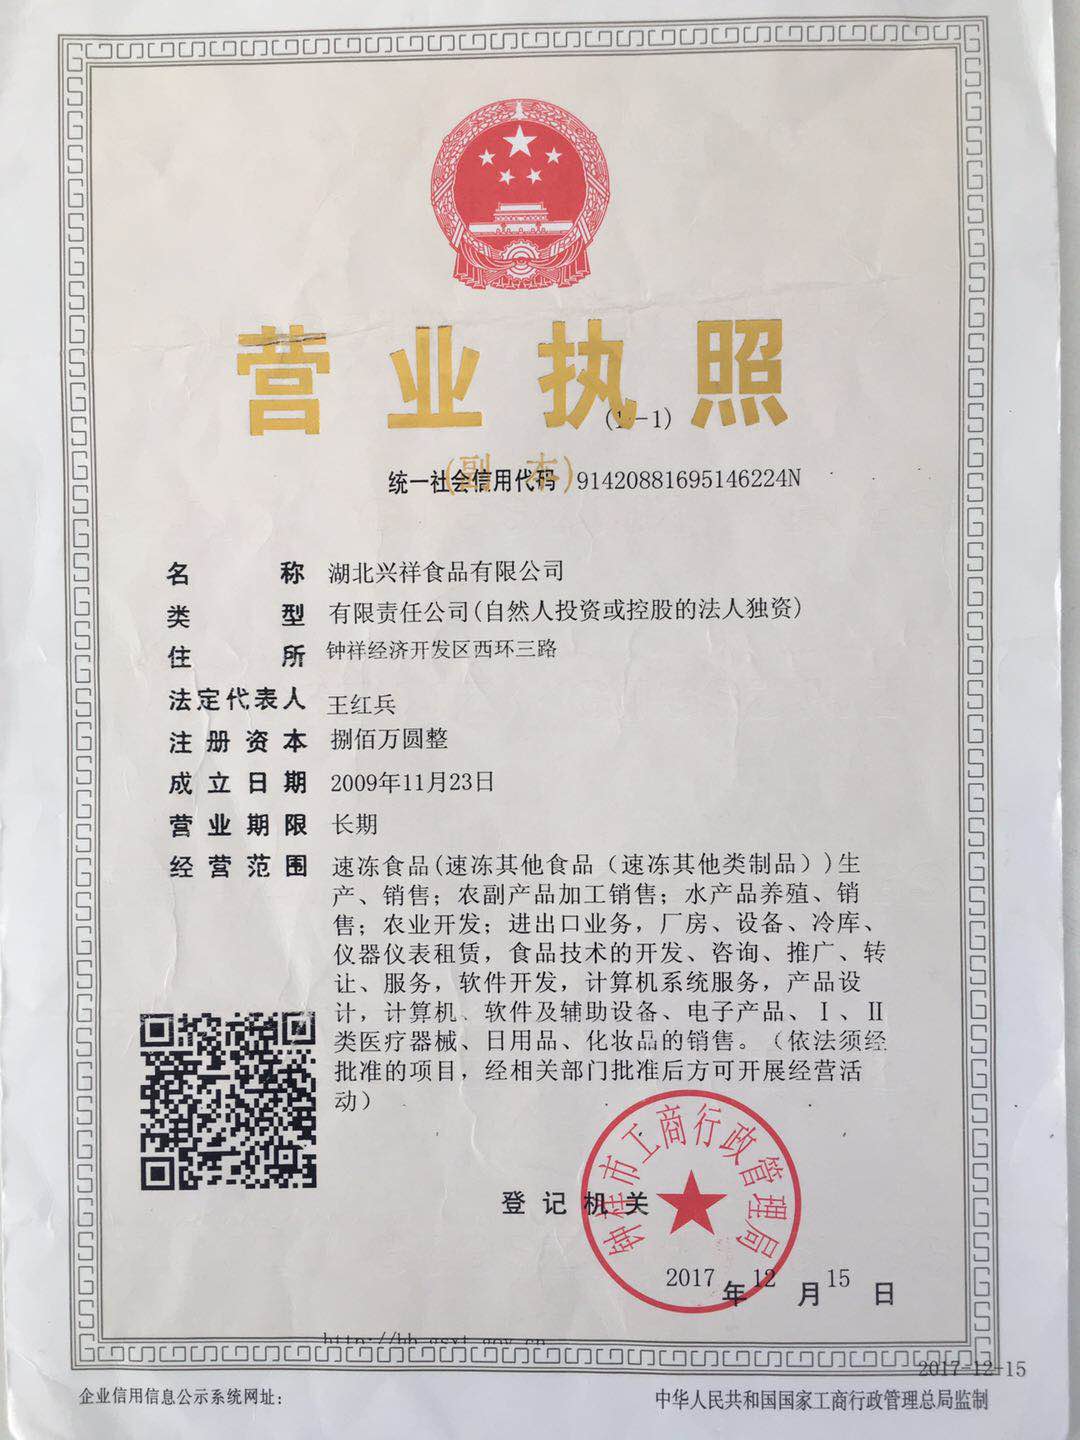 营业执照
(1-1)
(副本)
统一社会信用代码 91420881695146224N
名称 湖北兴祥食品有限公司
类型 有限责任公司(自然人投资或控股的法人独资)
住所 钟祥经济开发区西环三路
法定代表人 王红兵
注册资本 捌佰万圆整
成立日期 2009年11月23日
营业期限 长期
经营范围 速冻食品(速冻其他食品（速冻其他类制品）)生
产、销售；农副产品加工销售；水产品养殖、销
售；农业开发；进出口业务，厂房、设备、冷库、
仪器仪表租赁，食品技术的开发、咨询、推广、转
让、服务，软件开发，计算机系统服务，产品设
计，计算机、软件及辅助设备、电子产品、Ⅰ、Ⅱ
类医疗器械、日用品、化妆品的销售。（依法须经
批准的项目，经相关部门批准后方可开展经营活
动）
钟祥市工商行政管理局
登记机关
2017年12月15日
http://hb.gsxt.gov.cn
2017-12-15
企业信用信息公示系统网址：
中华人民共和国国家工商行政管理总局监制